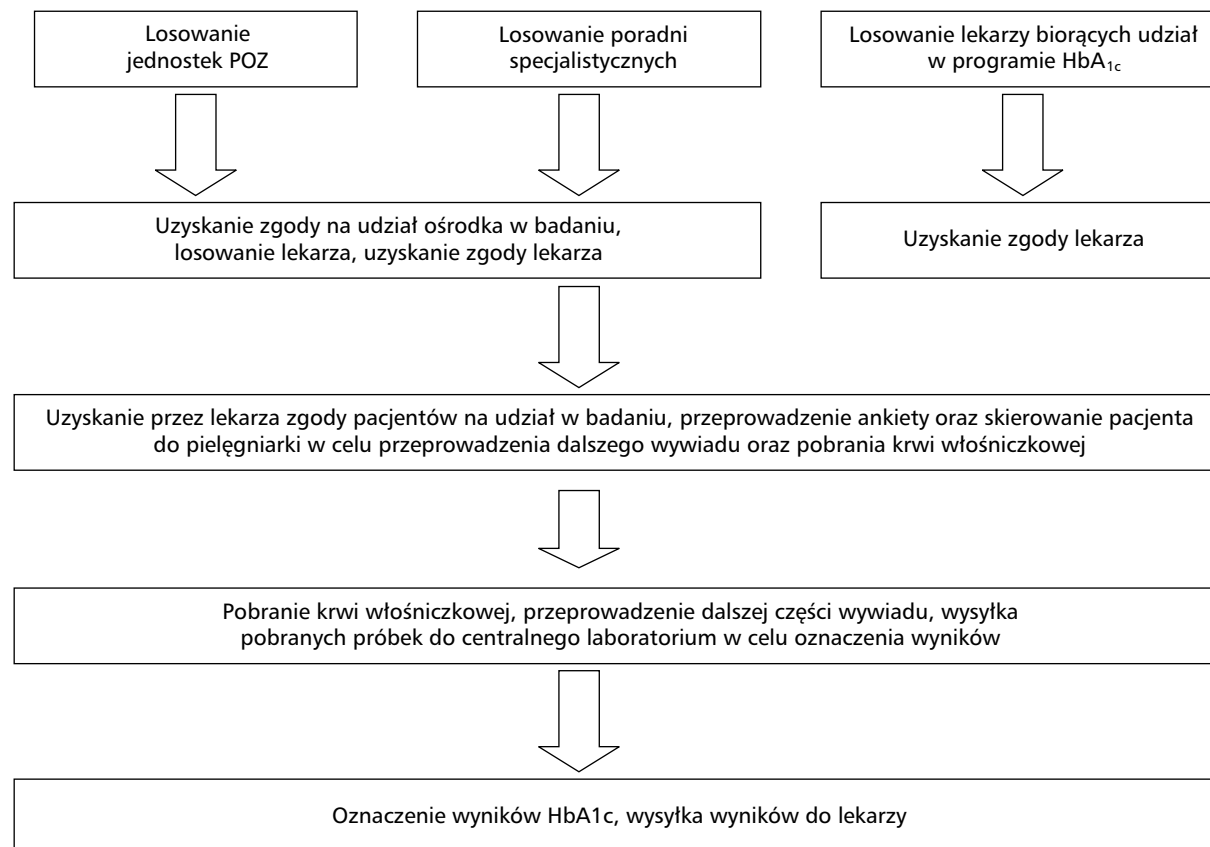 Losowanie
jednostek POZ
Losowanie poradni
specjalistycznych
Losowanie lekarzy biorących udział
w programie HbA₁c
Uzyskanie zgody na udział ośrodka w badaniu,
losowanie lekarza, uzyskanie zgody lekarza
Uzyskanie zgody lekarza
Uzyskanie przez lekarza zgody pacjentów na udział w badaniu, przeprowadzenie ankiety oraz skierowanie pacjenta
do pielęgniarki w celu przeprowadzenia dalszego wywiadu oraz pobrania krwi włośniczkowej
Pobranie krwi włośniczkowej, przeprowadzenie dalszej części wywiadu, wysyłka
pobranych próbek do centralnego laboratorium w celu oznaczenia wyników
Oznaczenie wyników HbA1c, wysyłka wyników do lekarzy